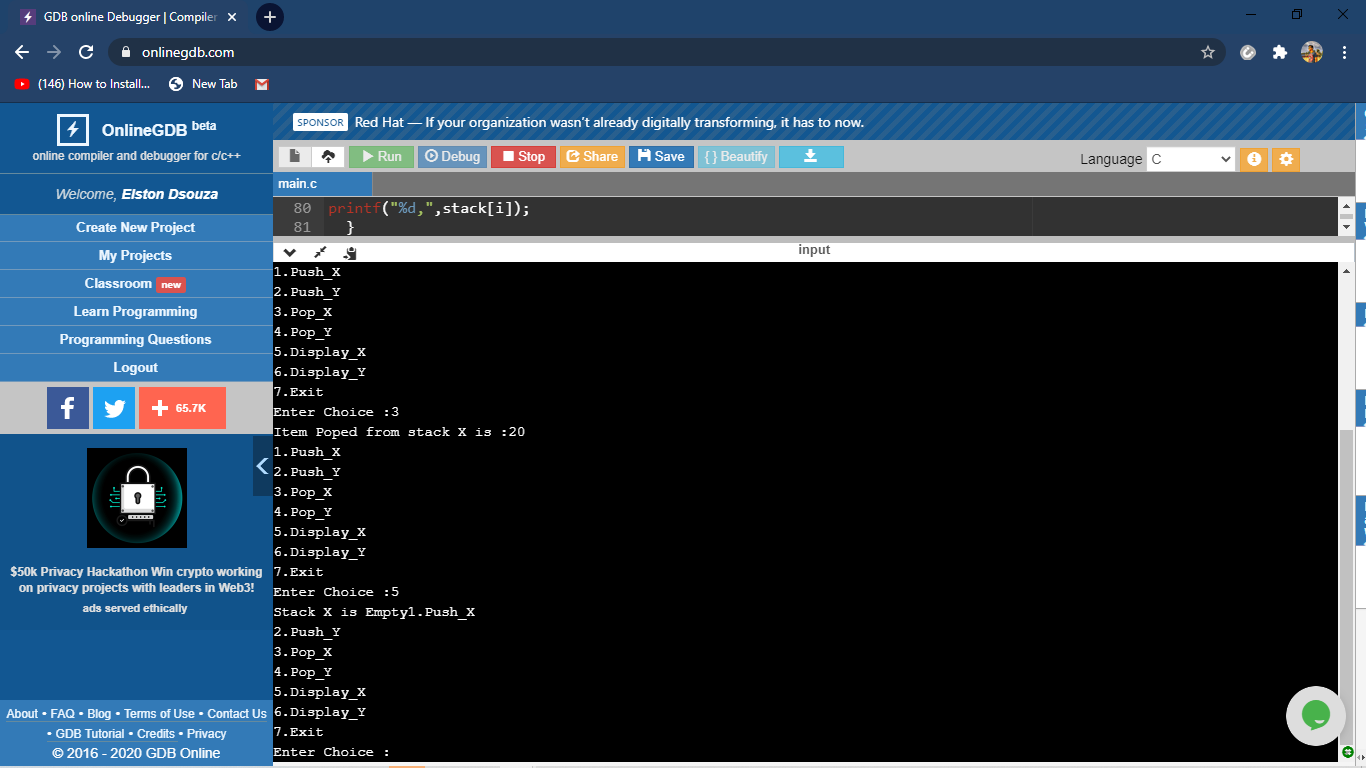 GDB online Debugger | Compiler
onlinegdb.com
(146) How to Install...
New Tab
OnlineGDB beta
online compiler and debugger for c/c++
Welcome, Elston Dsouza
Create New Project
My Projects
Classroom new
Learn Programming
Programming Questions
Logout
65.7K
$50k Privacy Hackathon Win crypto working
on privacy projects with leaders in Web3!
ads served ethically
About • FAQ • Blog • Terms of Use • Contact Us
• GDB Tutorial • Credits • Privacy
© 2016 - 2020 GDB Online
SPONSOR Red Hat — If your organization wasn't already digitally transforming, it has to now.
Run Debug Stop Share Save { } Beautify
Language C
main.c
80 printf("%d,",stack[i]);
81 }
input
1.Push_X
2.Push_Y
3.Pop_X
4.Pop_Y
5.Display_X
6.Display_Y
7.Exit
Enter Choice :3
Item Poped from stack X is :20
1.Push_X
2.Push_Y
3.Pop_X
4.Pop_Y
5.Display_X
6.Display_Y
7.Exit
Enter Choice :5
Stack X is Empty1.Push_X
2.Push_Y
3.Pop_X
4.Pop_Y
5.Display_X
6.Display_Y
7.Exit
Enter Choice :